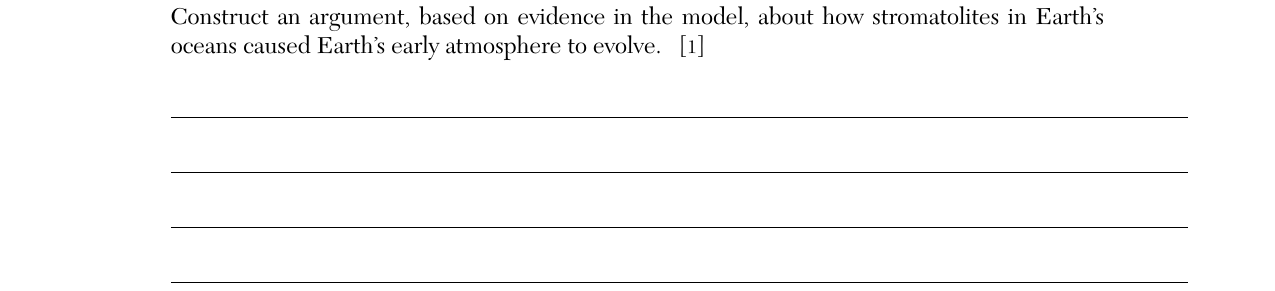 Construct an argument, based on evidence in the model, about how stromatolites in Earth’s
oceans caused Earth’s early atmosphere to evolve. [1]